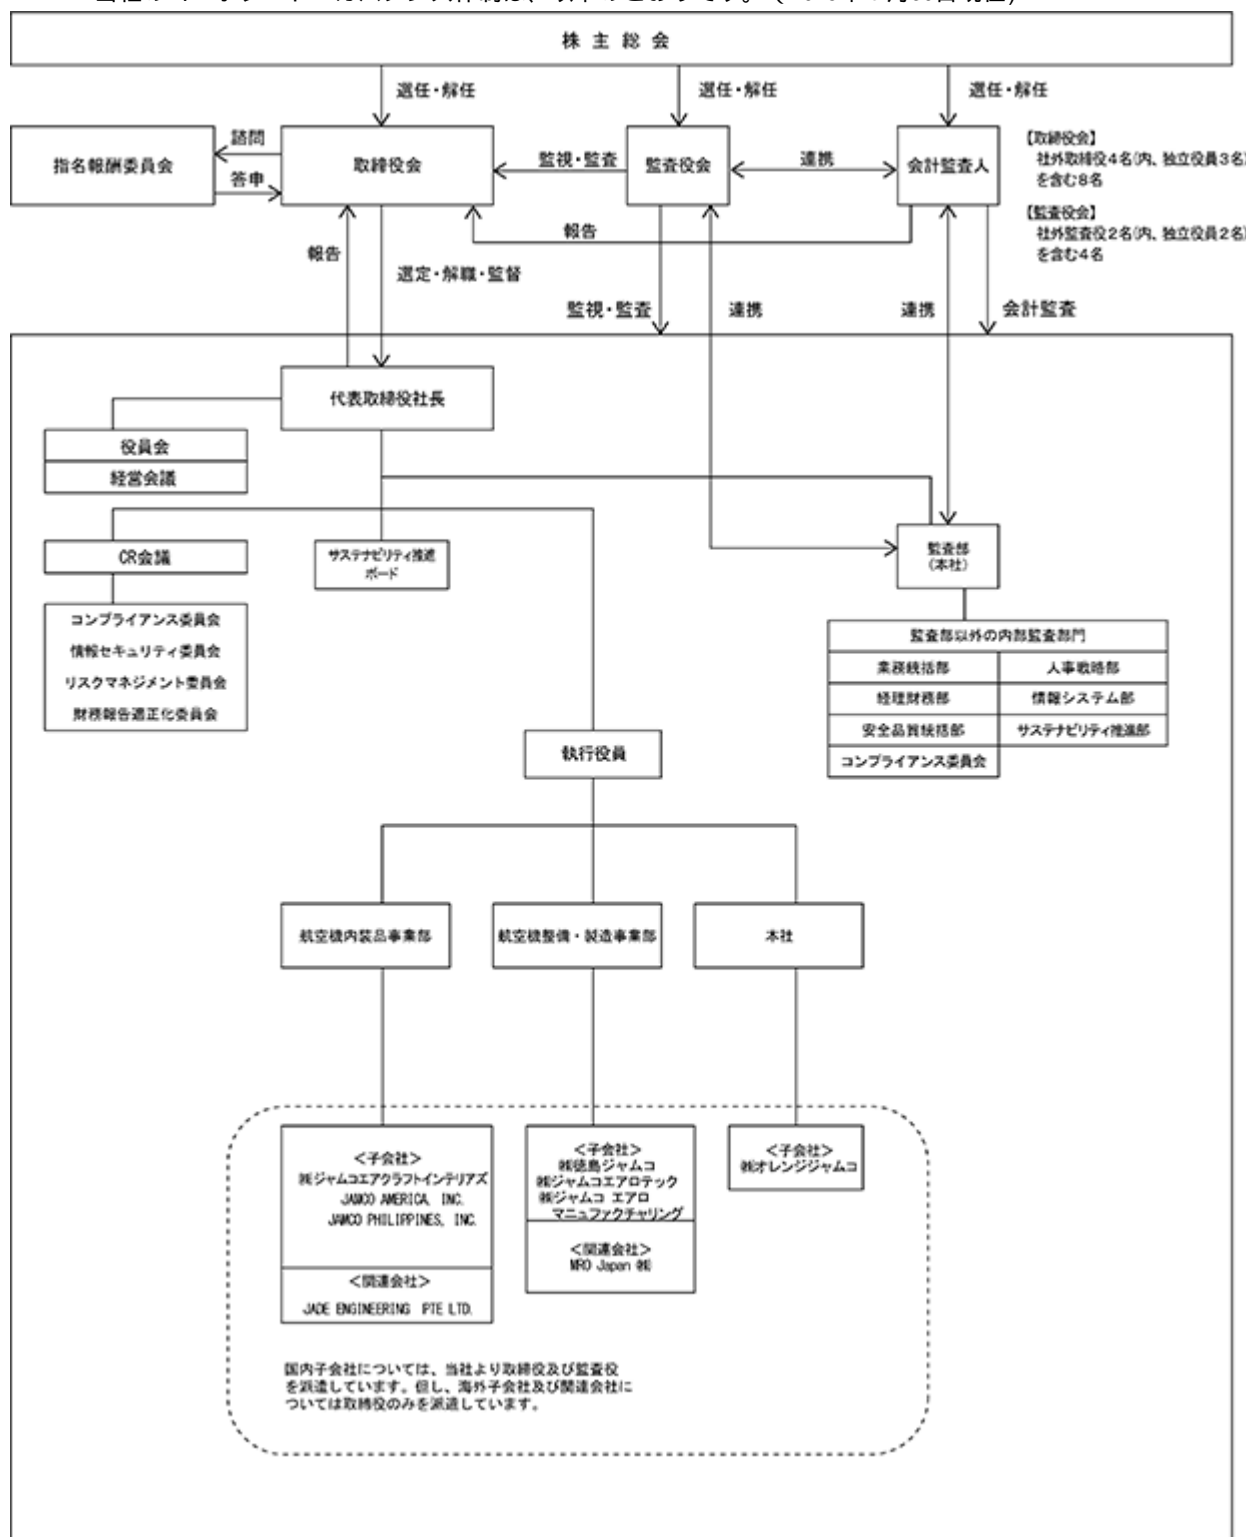 株 主 総 会
選任・解任
選任・解任
選任・解任
指名報酬委員会
諮問
答申
取締役会
監視・監査
監査役会
連携
会計監査人
【取締役会】
社外取締役4名(内、独立役員3名)
を含む8名
【監査役会】
社外監査役2名(内、独立役員2名)
を含む4名
報告
報告
選定・解職・監督
監視・監査
連携
連携
会計監査
代表取締役社長
役員会
経営会議
CR会議
サステナビリティ推進
ボード
監査部
(本社)
コンプライアンス委員会
情報セキュリティ委員会
リスクマネジメント委員会
財務報告適正化委員会
監査部以外の内部監査部門
業務統括部
人事戦略部
経理財務部
情報システム部
安全品質統括部
サステナビリティ推進部
コンプライアンス委員会
執行役員
航空機内装品事業部
航空機整備・製造事業部
本社
<子会社>
㈱ジャムコエアクラフトインテリアズ
JAMCO AMERICA, INC.
JAMCO PHILIPPINES, INC.
<関連会社>
JADE ENGINEERING PTE LTD.
<子会社>
㈱徳島ジャムコ
㈱ジャムコエアロテック
㈱ジャムコ エアロ
マニュファクチャリング
<関連会社>
MRO Japan ㈱
<子会社>
㈱オレンジジャムコ
国内子会社については、当社より取締役及び監査役
を派遣しています。但し、海外子会社及び関連会社に
ついては取締役のみを派遣しています。